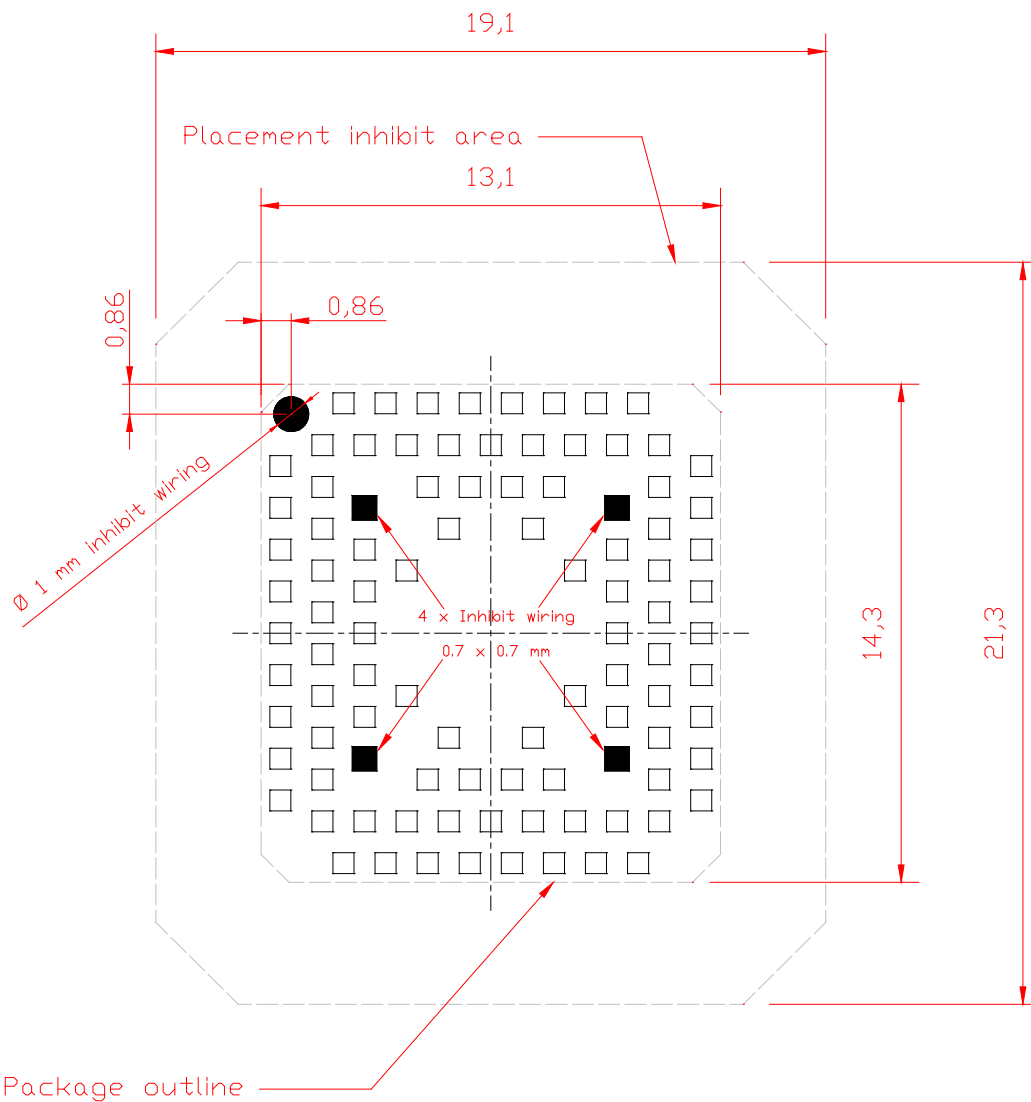 19,1
Placement inhibit area
13,1
0,86
0,86
Ø 1 mm inhibit wiring
4 x Inhibit wiring
0.7 x 0.7 mm
14,3
21,3
Package outline